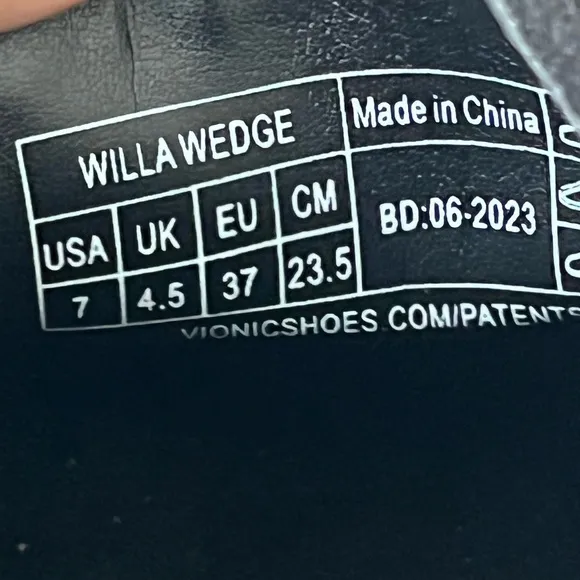 WILLA WEDGE
Made in China
USA UK EU CM
BD:06-2023
7 4.5 37 23.5
VIONICSHOES.COM/PATENTS